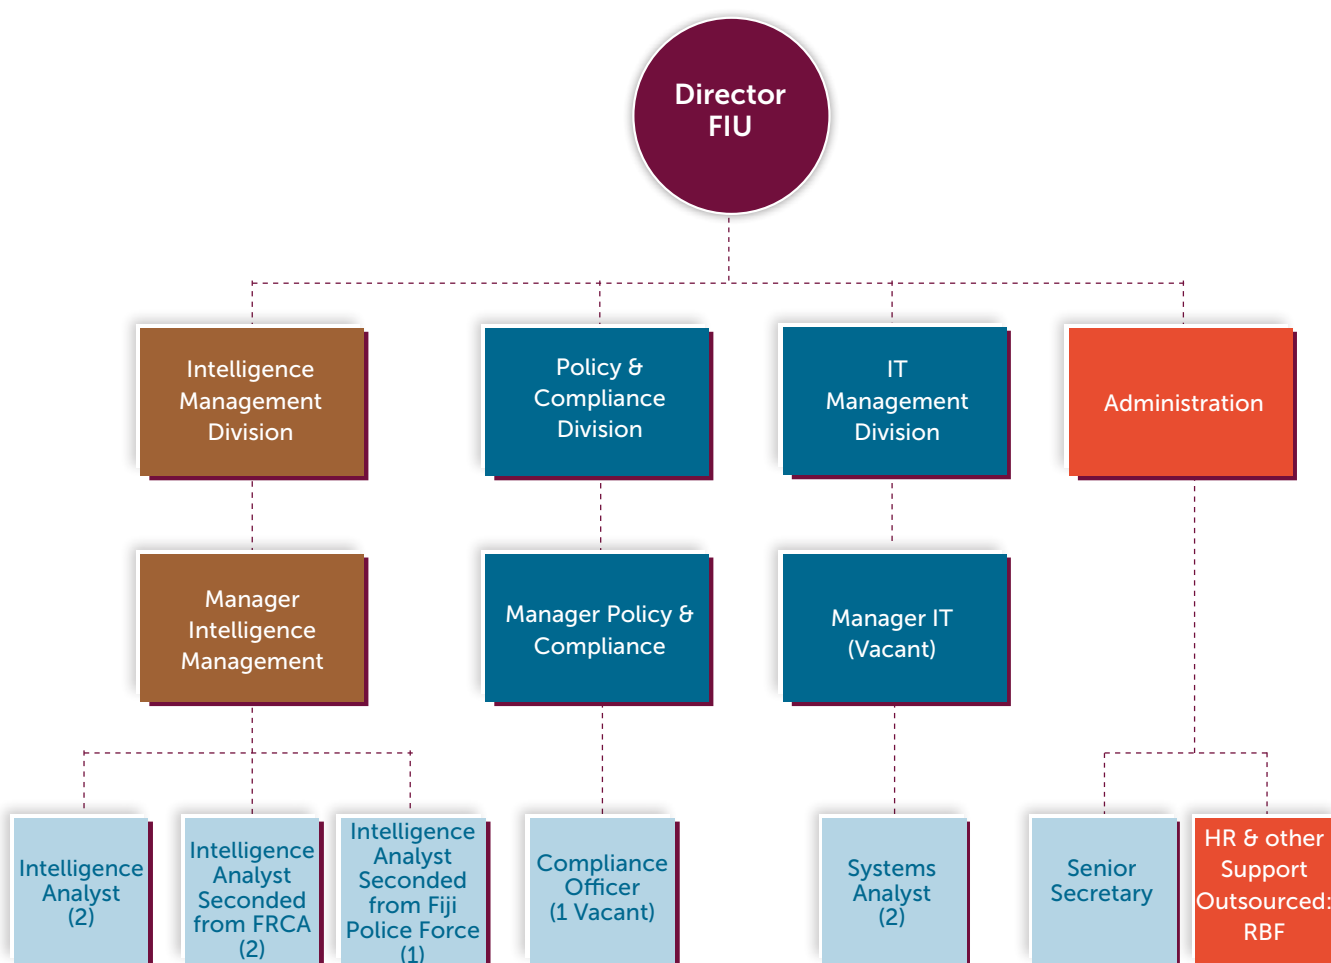 Director
FIU
Intelligence
Management
Division
Policy &
Compliance
Division
IT
Management
Division
Administration
Manager
Intelligence
Management
Manager Policy &
Compliance
Manager IT
(Vacant)
Intelligence
Analyst
(2)
Intelligence
Analyst
Seconded
from FRCA
(2)
Intelligence
Analyst
Seconded
from Fiji
Police Force
(1)
Compliance
Officer
(1 Vacant)
Systems
Analyst
(2)
Senior
Secretary
HR & other
Support
Outsourced:
RBF